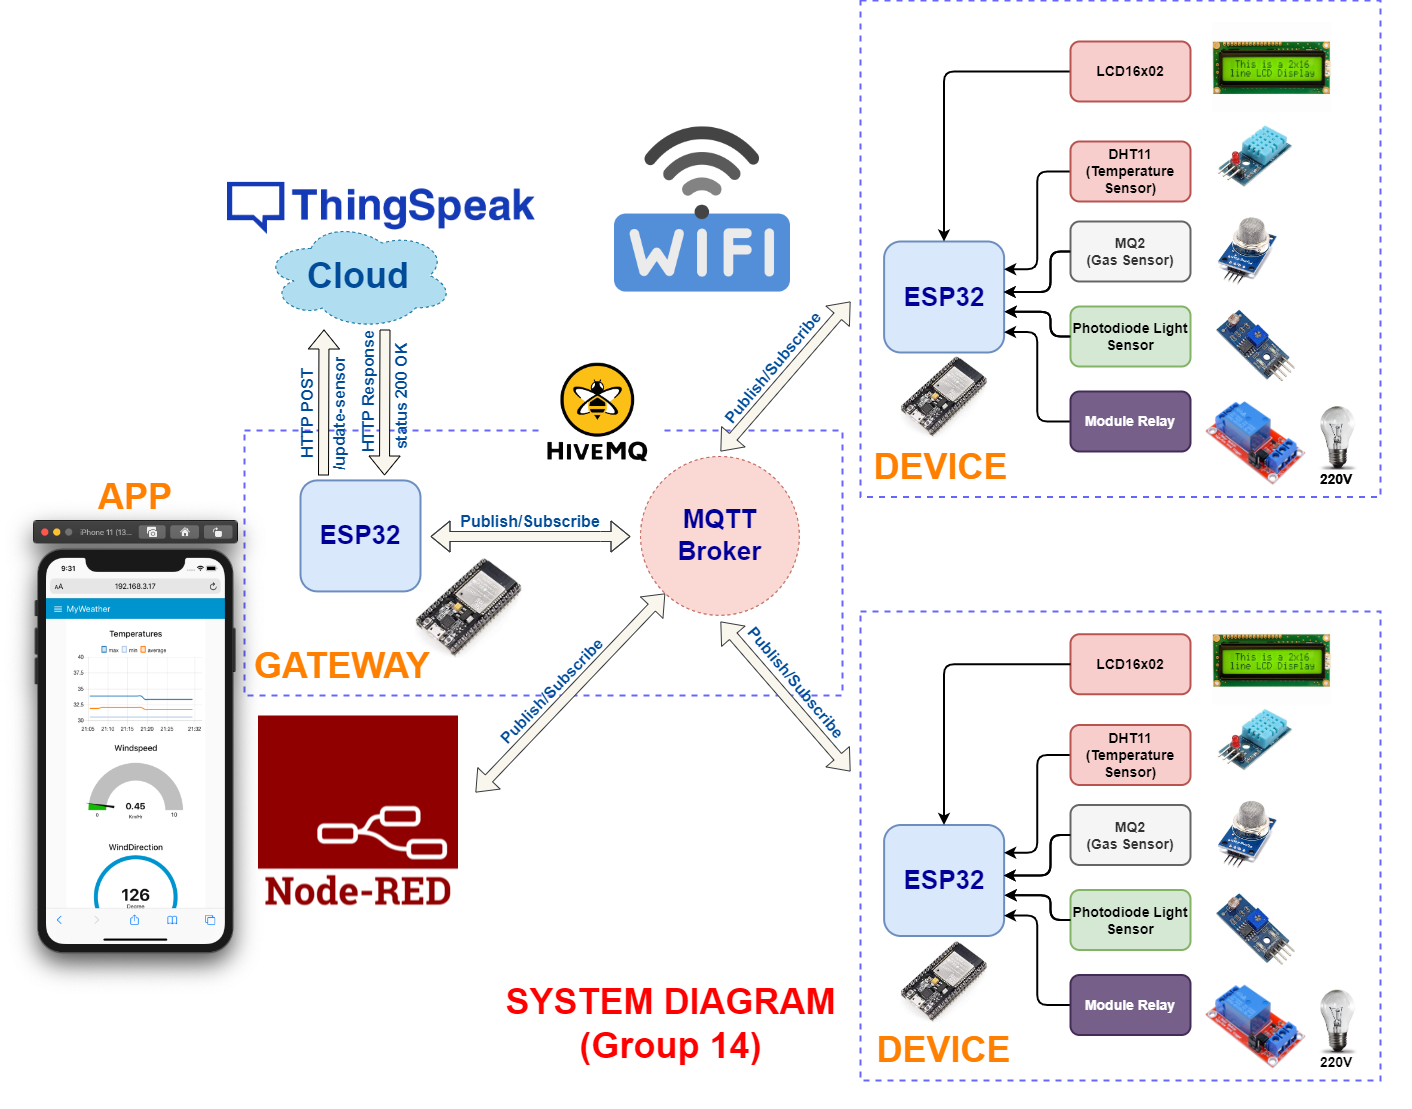 ThingSpeak
Cloud
WIFI
HTTP POST
/update-sensor
HTTP Response
status 200 OK
HIVEMQ
ESP32
Publish/Subscribe
MQTT
Broker
GATEWAY
Publish/Subscribe
Publish/Subscribe
Publish/Subscribe
APP
iPhone 11 (13...
9:31
AA
192.168.3.17
MyWeather
Temperatures
max
min
average
40
37.5
35
32.5
30
21:05
21:10
21:15
21:20
21:25
21:32
Windspeed
0.45
Km/H
0
10
WindDirection
126
Degree
Node-RED
LCD16x02
This is a 2x16
line LCD Display
DHT11
(Temperature
Sensor)
MQ2
(Gas Sensor)
ESP32
Photodiode Light
Sensor
Module Relay
220V
DEVICE
LCD16x02
This is a 2x16
line LCD Display
DHT11
(Temperature
Sensor)
MQ2
(Gas Sensor)
ESP32
Photodiode Light
Sensor
Module Relay
220V
DEVICE
SYSTEM DIAGRAM
(Group 14)